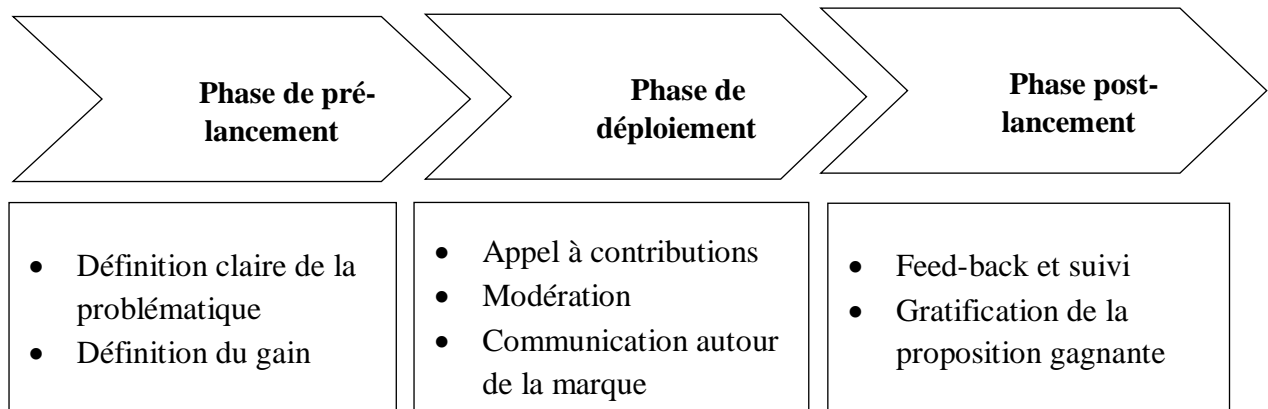 Phase de pré-
lancement
Phase de
déploiement
Phase post-
lancement
• Définition claire de la
problématique
• Définition du gain
• Appel à contributions
• Modération
• Communication autour
de la marque
• Feed-back et suivi
• Gratification de la
proposition gagnante